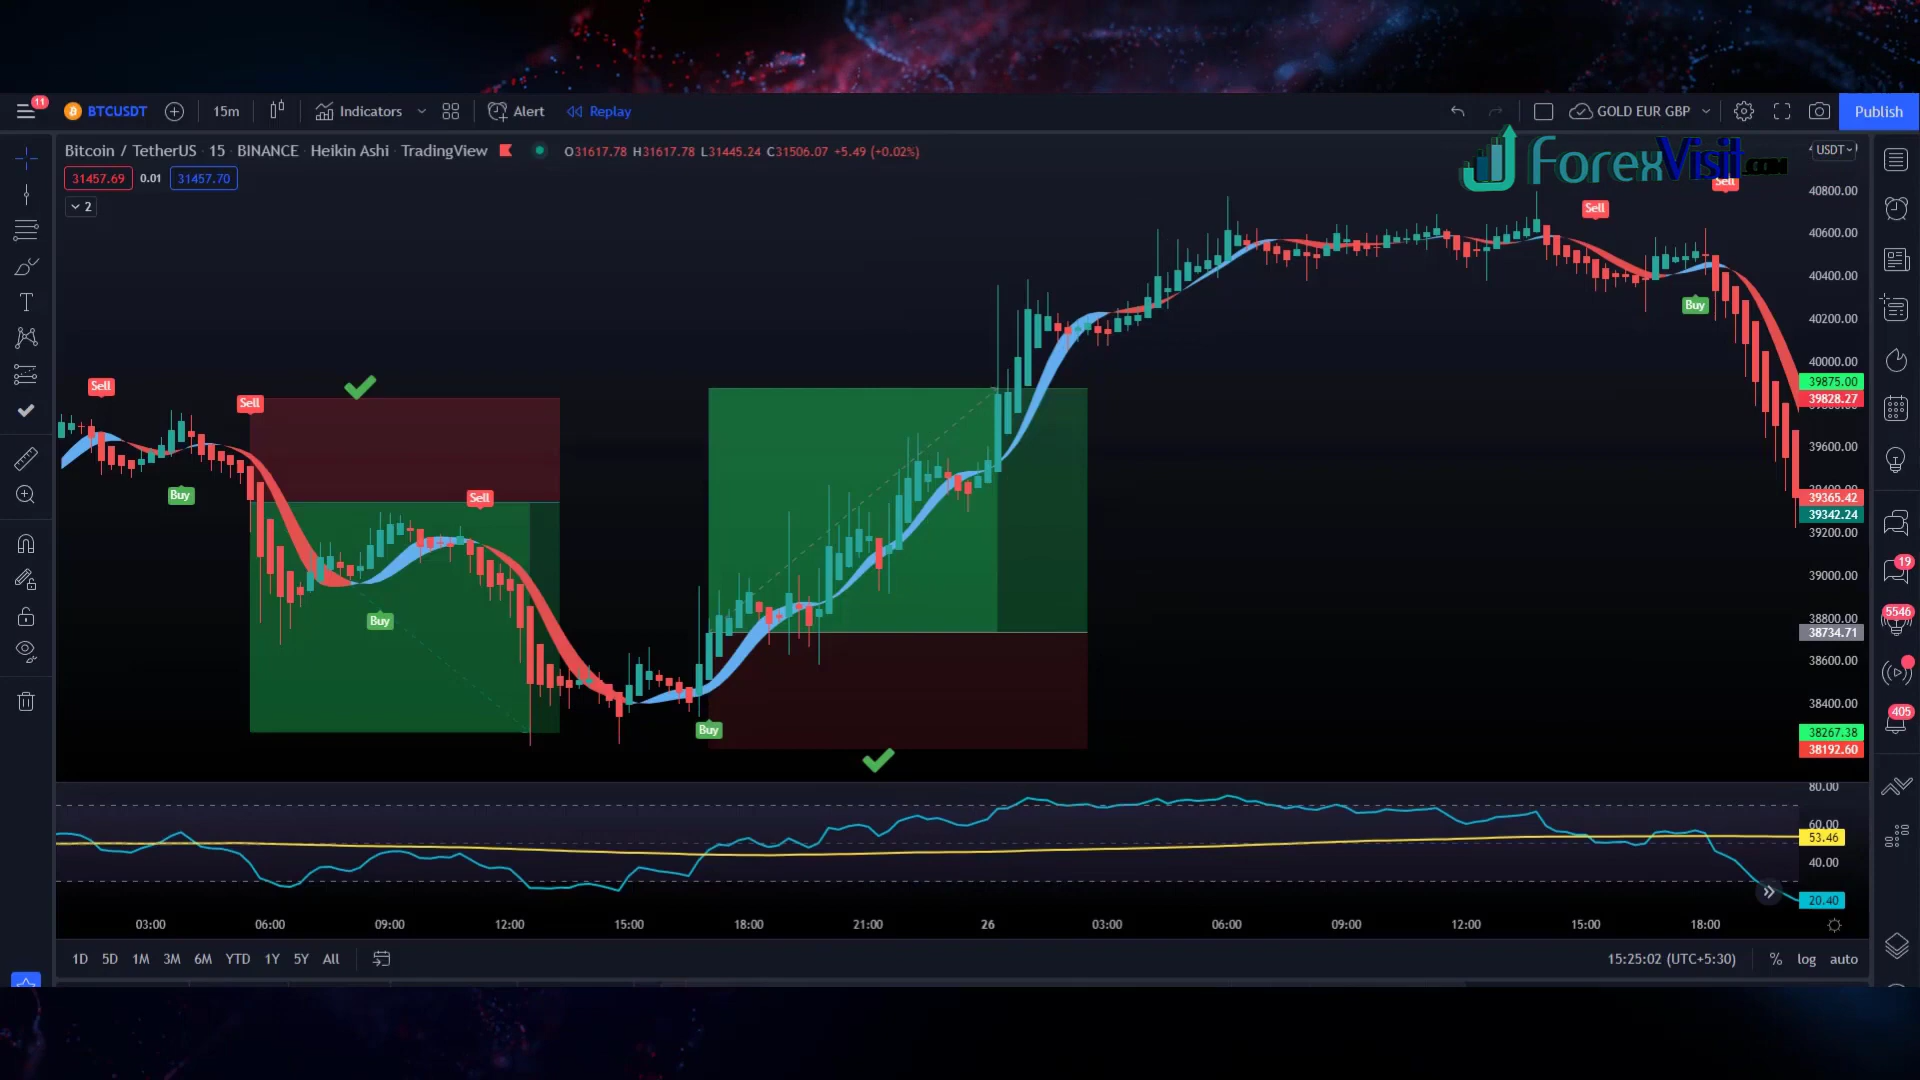 11
BTCUSDT
15m
Indicators
Alert
Replay
GOLD EUR GBP
Publish
Bitcoin / TetherUS · 15 · BINANCE · Heikin Ashi · TradingView
O31617.78 H31617.78 L31445.24 C31506.07 +5.49 (+0.02%)
ForexVisit.COM
USDT
31457.69 0.01 31457.70
2
Sell
Sell
Sell
Sell
Sell
Buy
Buy
Buy
Buy
40800.00
40600.00
40400.00
40200.00
40000.00
39875.00
39828.27
39600.00
39365.42
39342.24
39200.00
39000.00
38800.00
38734.71
38600.00
38400.00
38267.38
38192.60
80.00
60.00
53.46
40.00
20.40
19
5546
405
03:00 06:00 09:00 12:00 15:00 18:00 21:00 26 03:00 06:00 09:00 12:00 15:00 18:00
1D 5D 1M 3M 6M YTD 1Y 5Y All
15:25:02 (UTC+5:30) % log auto